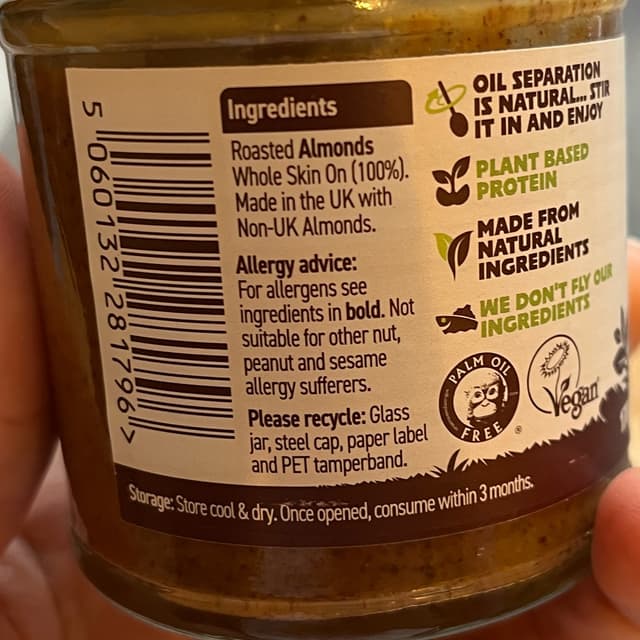 5 060132 281796 >
Ingredients
Roasted Almonds
Whole Skin On (100%).
Made in the UK with
Non-UK Almonds.
Allergy advice:
For allergens see
ingredients in bold. Not
suitable for other nut,
peanut and sesame
allergy sufferers.
Please recycle: Glass
jar, steel cap, paper label
and PET tamperband.
OIL SEPARATION
IS NATURAL... STIR
IT IN AND ENJOY
PLANT BASED
PROTEIN
MADE FROM
NATURAL
INGREDIENTS
WE DON'T FLY OUR
INGREDIENTS
PALM OIL
FREE
®
Vegan
Storage: Store cool & dry. Once opened, consume within 3 months.